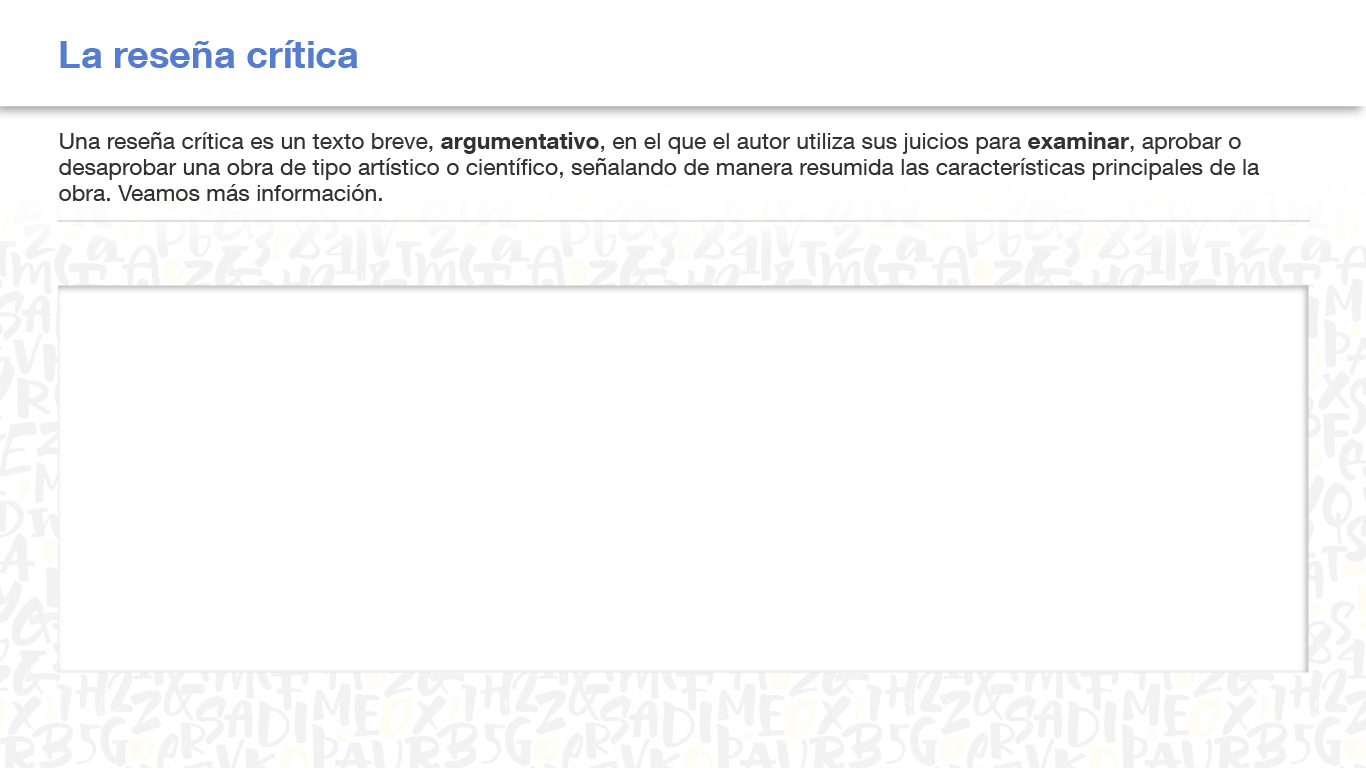 La reseña crítica
Una reseña crítica es un texto breve, argumentativo, en el que el autor utiliza sus juicios para examinar, aprobar o
desaprobar una obra de tipo artístico o científico, señalando de manera resumida las características principales de la
obra. Veamos más información.